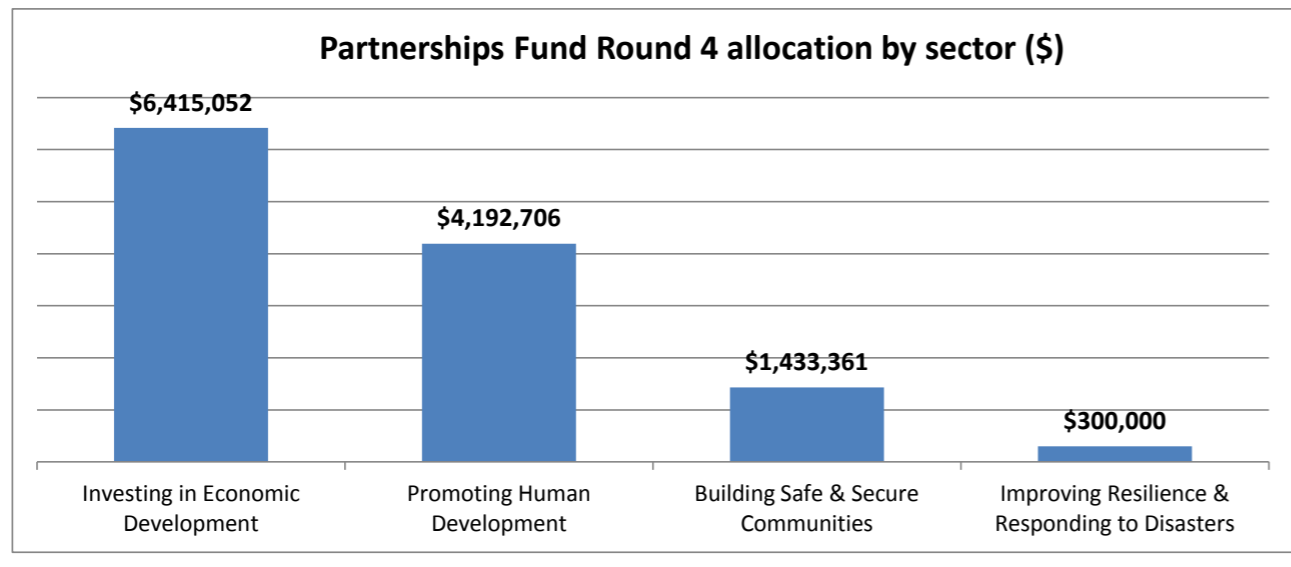 Partnerships Fund Round 4 allocation by sector ($)
$6,415,052
$4,192,706
$1,433,361
$300,000
Investing in Economic
Development
Promoting Human
Development
Building Safe & Secure
Communities
Improving Resilience &
Responding to Disasters